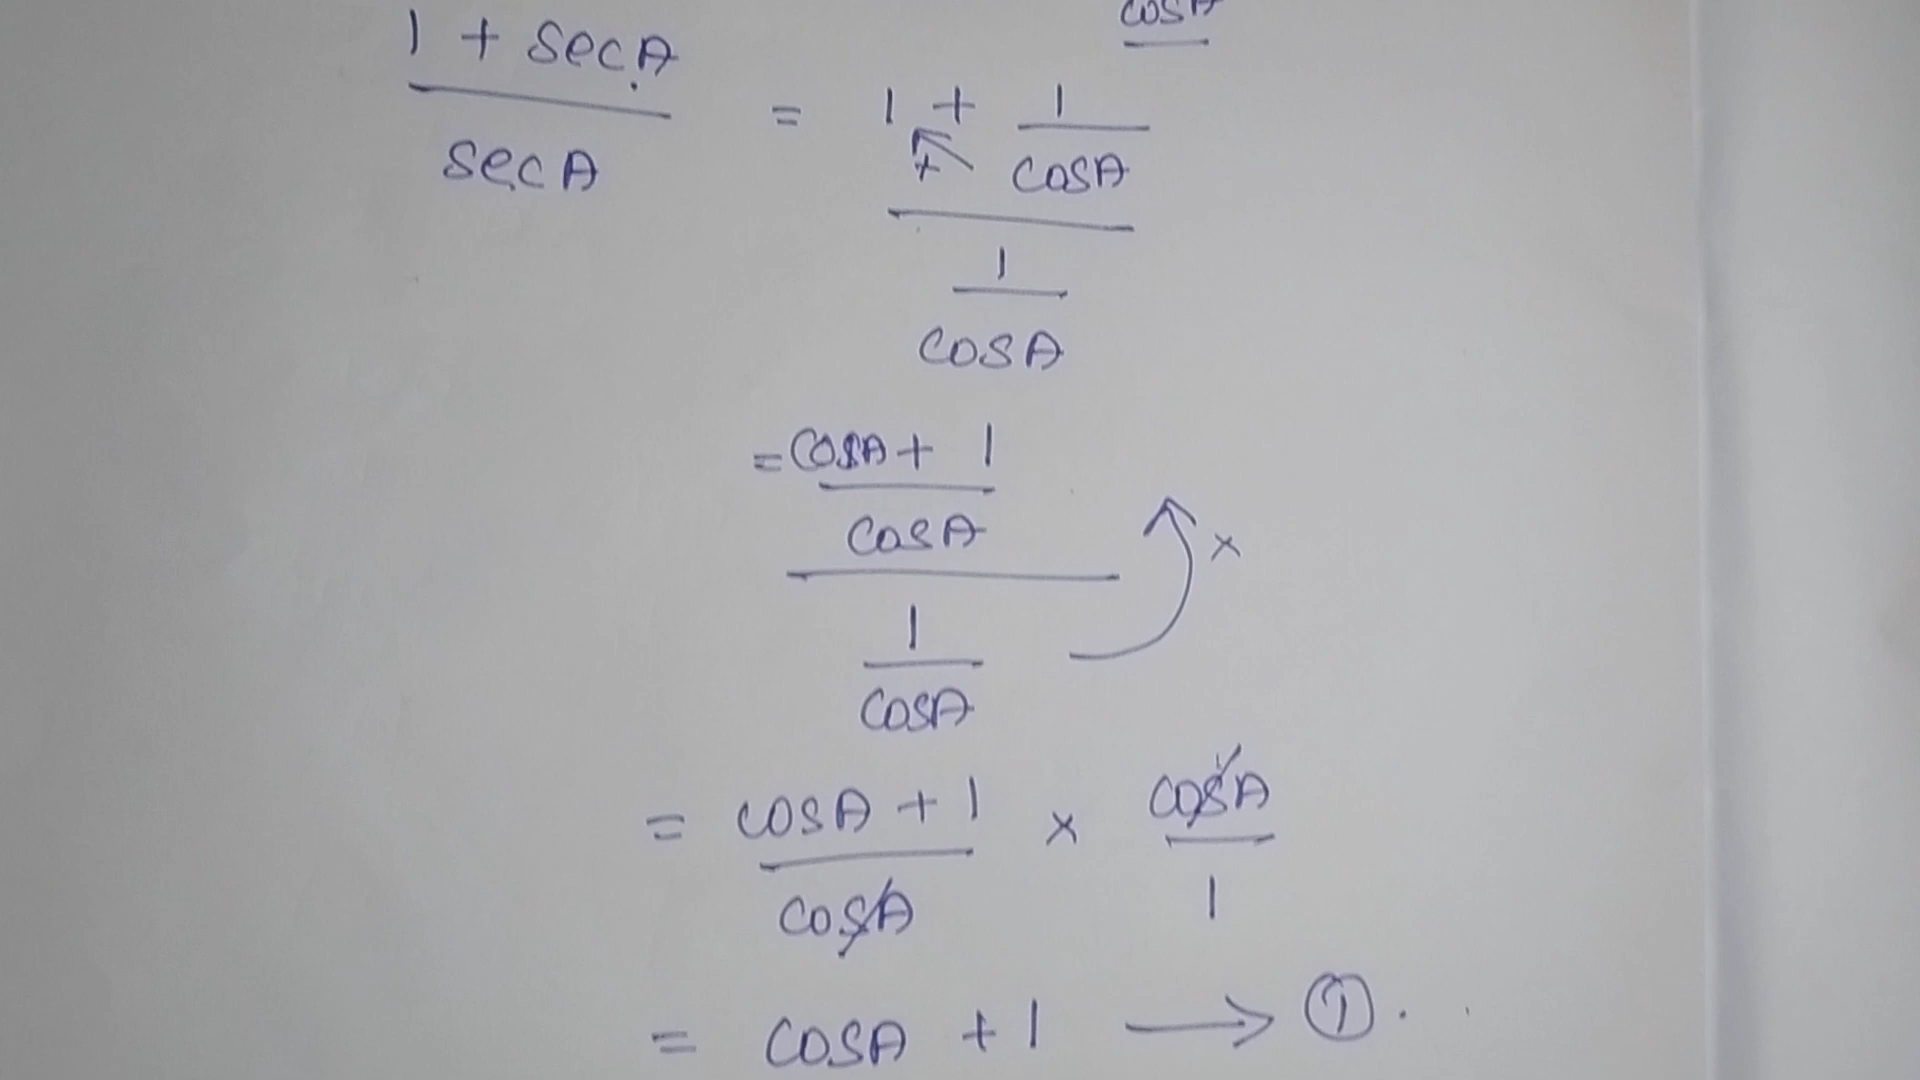 cosA
1 + secA = 1 + 1
secA cosA
1
cosA
= cosA + 1
cosA
1
cosA
×
= cosA + 1 × cosA
cosA 1
= cosA + 1 → ①.